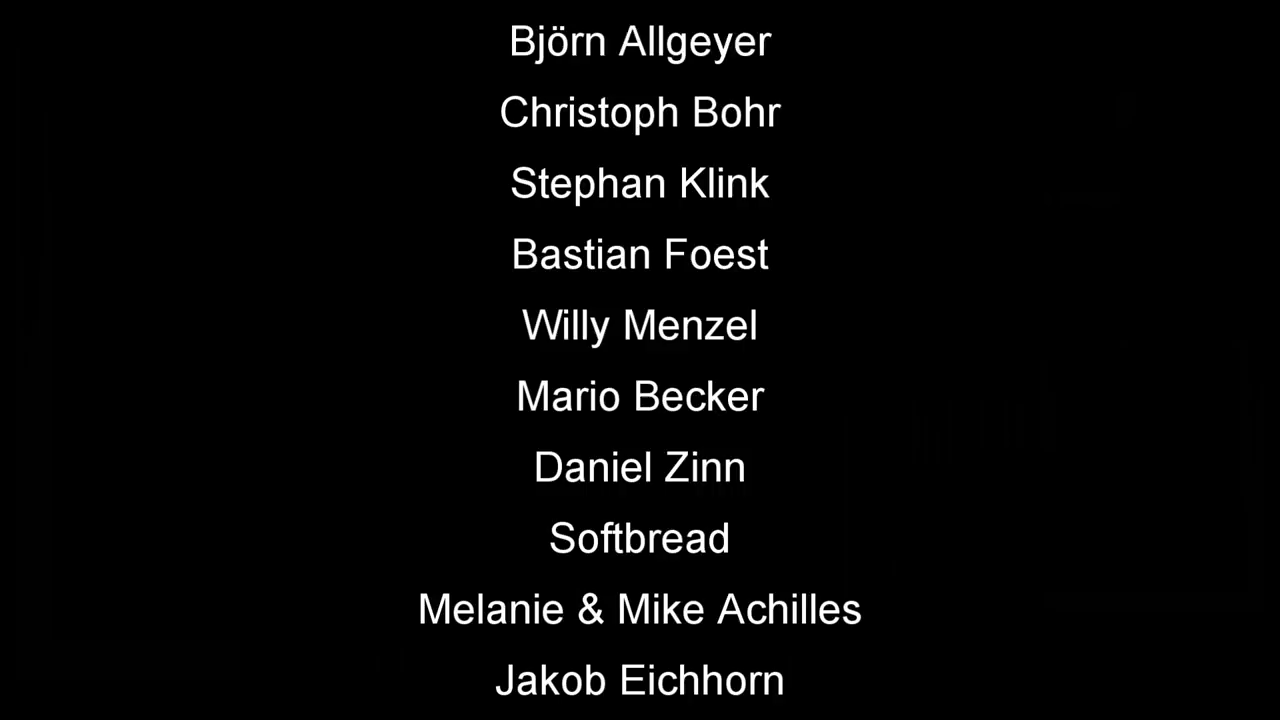 Björn Allgeyer
Christoph Bohr
Stephan Klink
Bastian Foest
Willy Menzel
Mario Becker
Daniel Zinn
Softbread
Melanie & Mike Achilles
Jakob Eichhorn